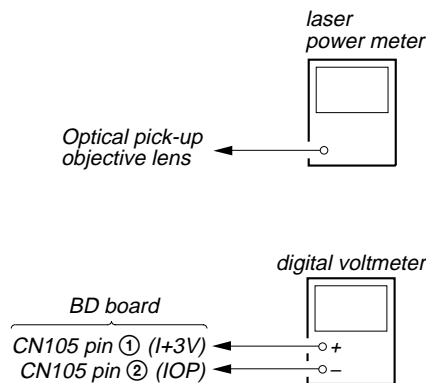 laser
power meter
Optical pick-up
objective lens
digital voltmeter
BD board
CN105 pin ① (I+3V)
+
CN105 pin ② (IOP)
–